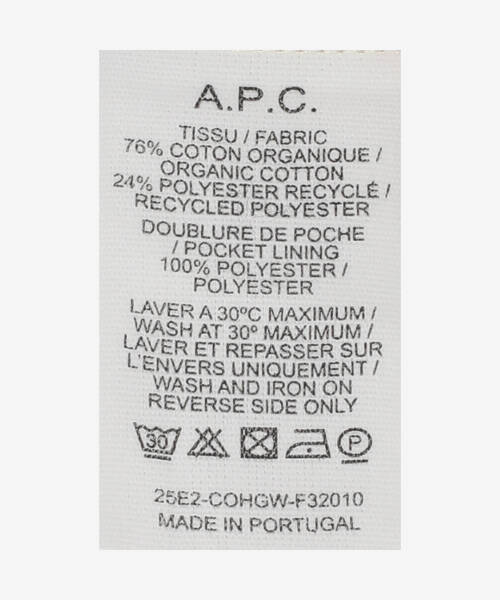 A.P.C.
TISSU / FABRIC
76% COTON ORGANIQUE /
ORGANIC COTTON
24% POLYESTER RECYCLÉ /
RECYCLED POLYESTER
DOUBLURE DE POCHE
/ POCKET LINING
100% POLYESTER /
POLYESTER
LAVER A 30ºC MAXIMUM /
WASH AT 30º MAXIMUM /
LAVER ET REPASSER SUR
L'ENVERS UNIQUEMENT /
WASH AND IRON ON
REVERSE SIDE ONLY
30 P
25E2-COHGW-F32010
MADE IN PORTUGAL